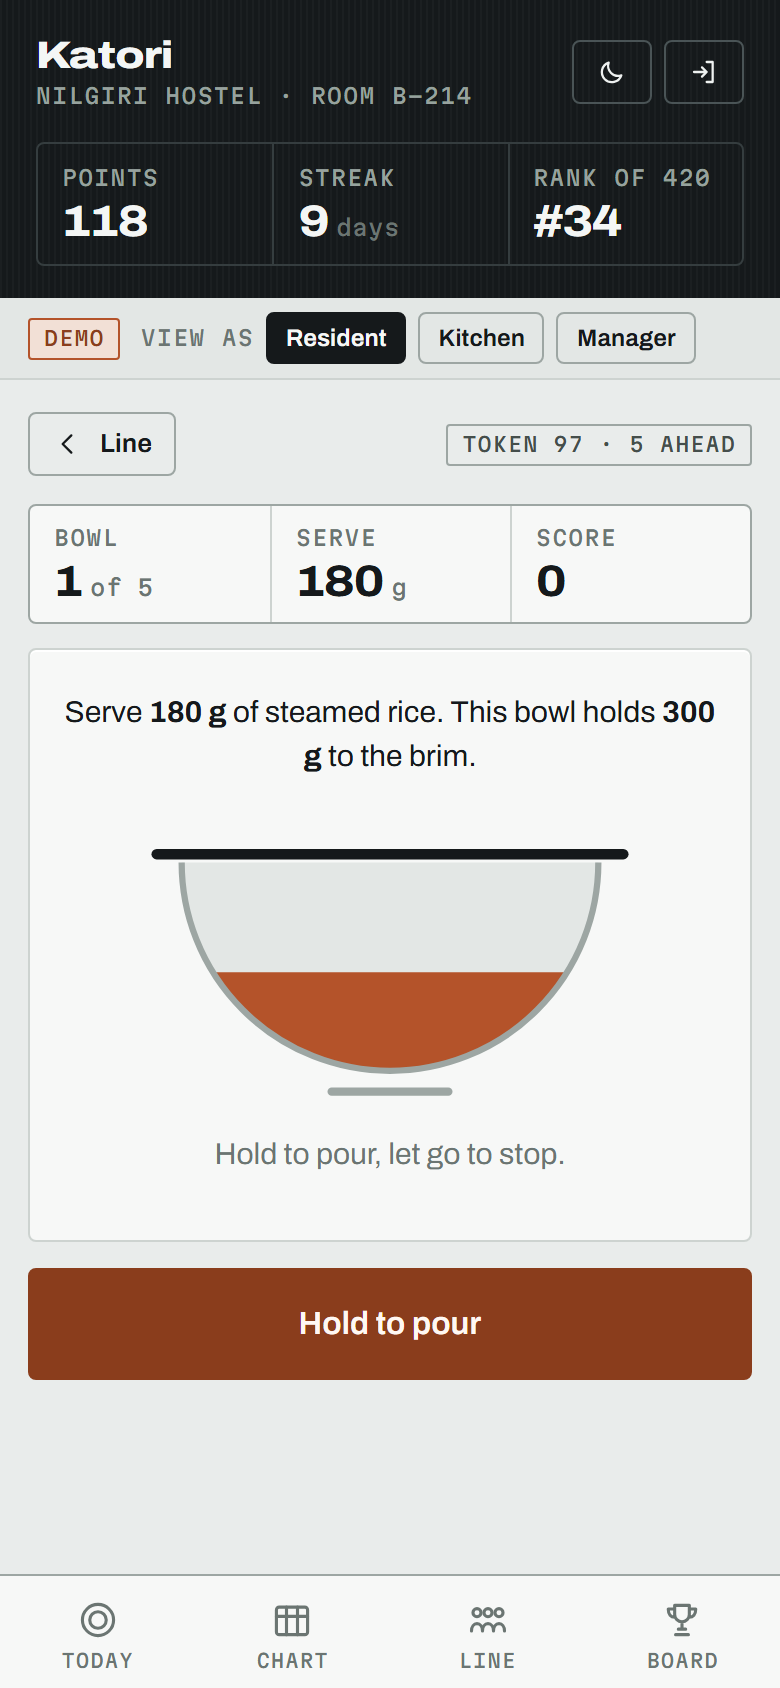 Katori
NILGIRI HOSTEL · ROOM B–214
POINTS
118
STREAK
9 days
RANK OF 420
#34
DEMO
VIEW AS
Resident
Kitchen
Manager
Line
TOKEN 97 · 5 AHEAD
BOWL
1 of 5
SERVE
180 g
SCORE
0
Serve 180 g of steamed rice. This bowl holds 300
g to the brim.
Hold to pour, let go to stop.
Hold to pour
TODAY
CHART
LINE
BOARD